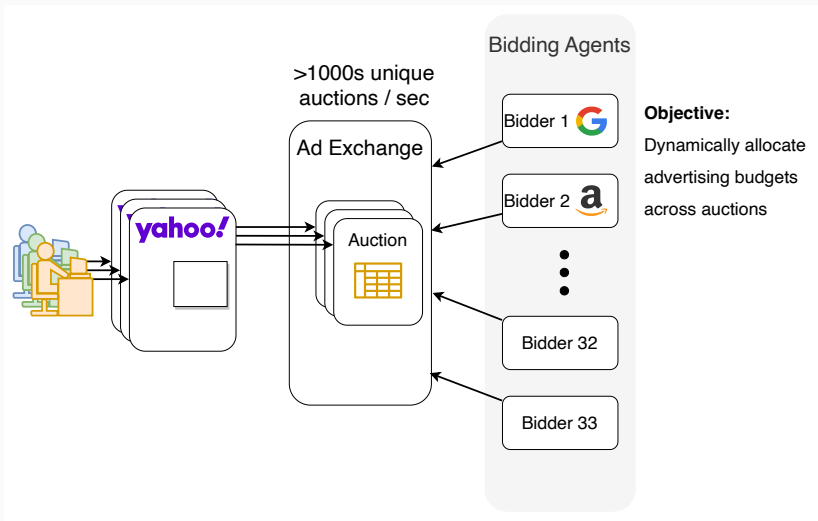 Bidding Agents
>1000s unique
auctions / sec
Ad Exchange
yahoo!
Auction
Bidder 1 G
Bidder 2 a
Bidder 32
Bidder 33
Objective:
Dynamically allocate
advertising budgets
across auctions